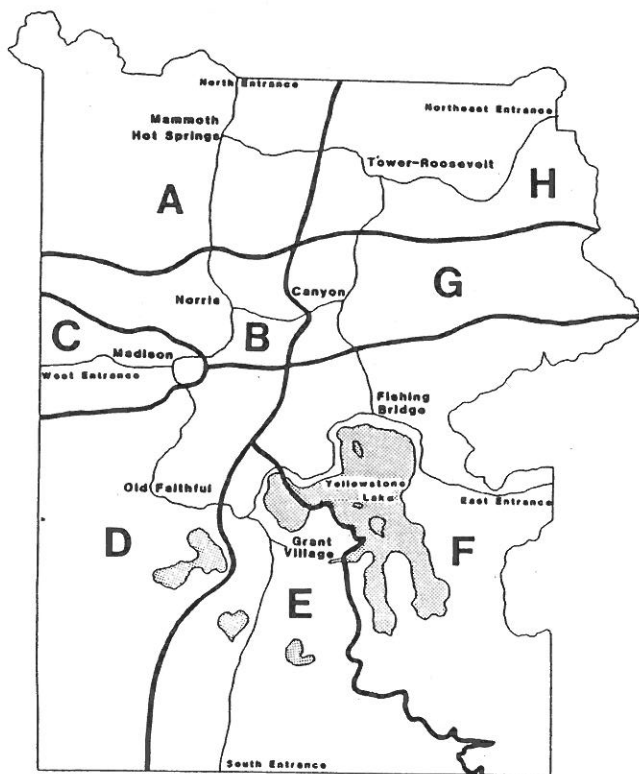 North Entrance
Northeast Entrance
Mammoth
Hot Springs
Tower-Roosevelt
H
A
Canyon
G
Norris
B
C
Madison
West Entrance
Fishing
Bridge
Yellowstone
Lake
Old Faithful
East Entrance
D
Grant
Village
F
E
South Entrance